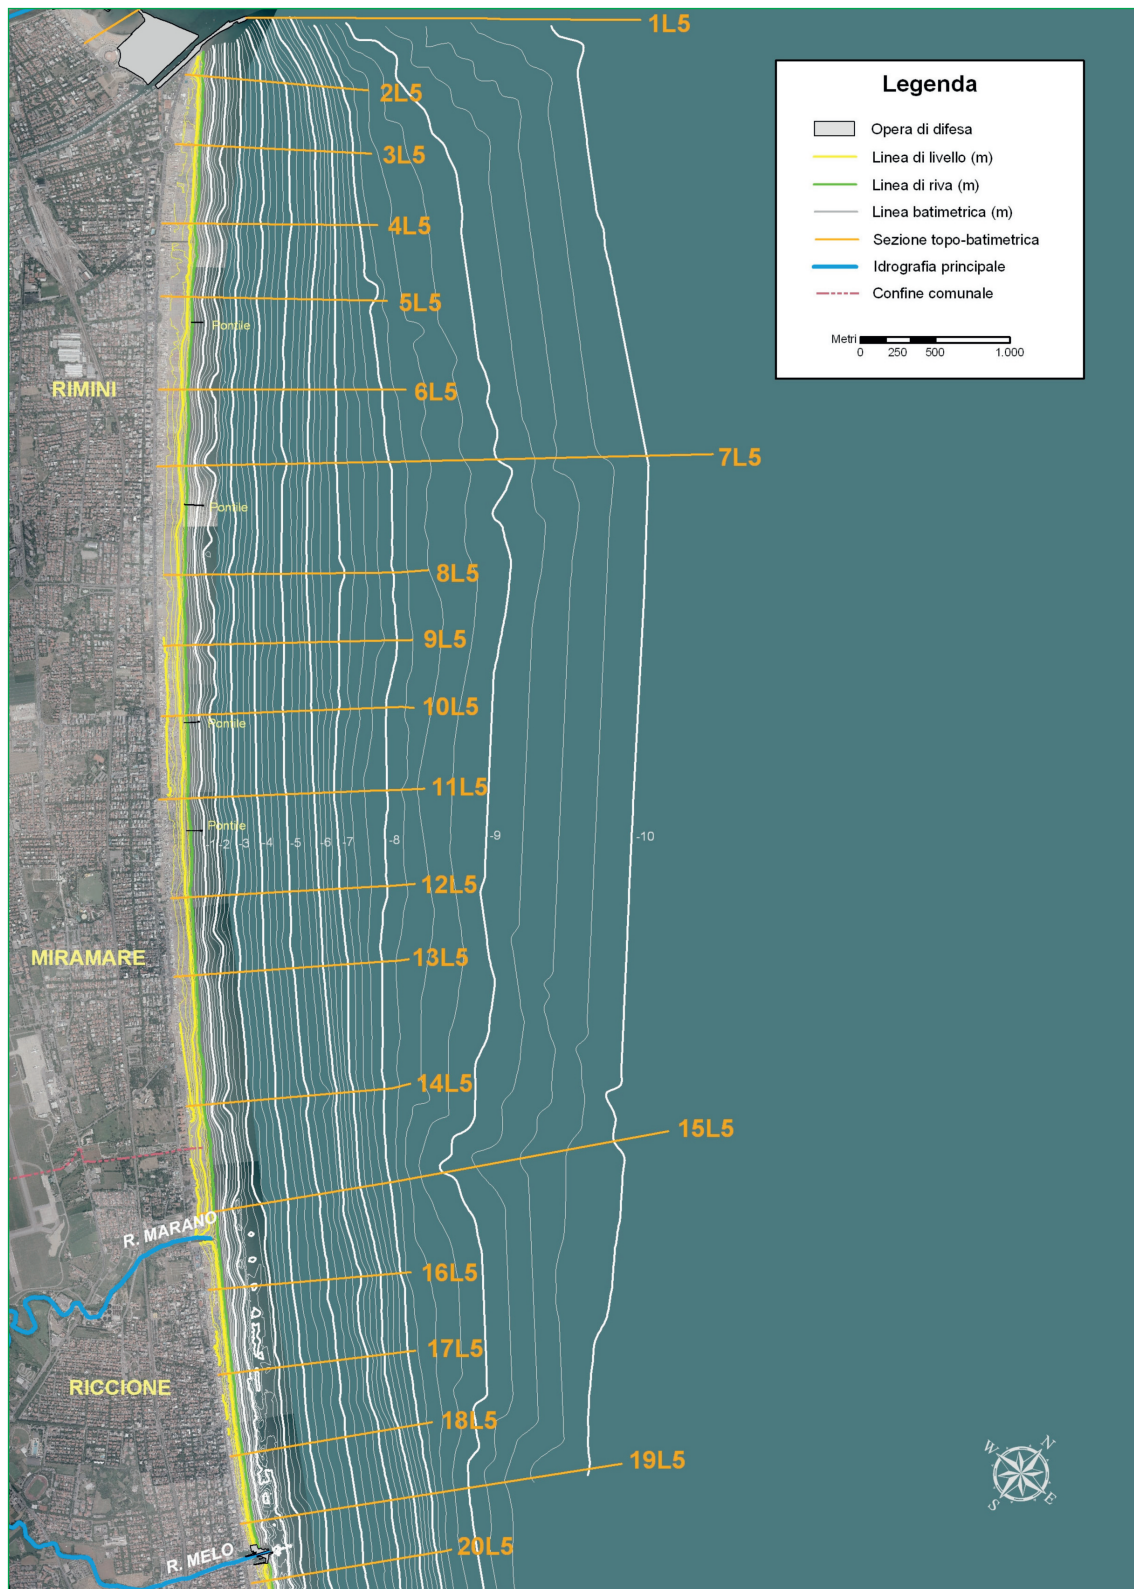 1L5
Legenda
Opera di difesa
Linea di livello (m)
Linea di riva (m)
Linea batimetrica (m)
Sezione topo-batimetrica
Idrografia principale
Confine comunale
Metri
0 250 500 1.000
2L5
3L5
4L5
5L5
Pontile
RIMINI
6L5
7L5
Pontile
8L5
9L5
10L5
Pontile
11L5
Pontile
-1 -2 -3 -4 -5 -6 -7 -8 -9 -10
12L5
MIRAMARE
13L5
14L5
15L5
R. MARANO
16L5
17L5
RICCIONE
18L5
19L5
W N
S E
R. MELO
20L5